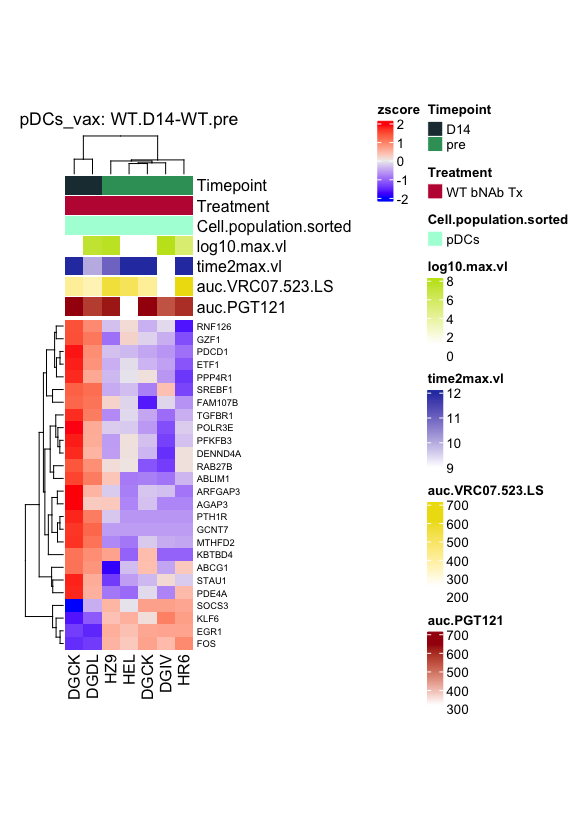 pDCs_vax: WT.D14-WT.pre
Timepoint
Treatment
Cell.population.sorted
log10.max.vl
time2max.vl
auc.VRC07.523.LS
auc.PGT121
RNF126
GZF1
PDCD1
ETF1
PPP4R1
SREBF1
FAM107B
TGFBR1
POLR3E
PFKFB3
DENND4A
RAB27B
ABLIM1
ARFGAP3
AGAP3
PTH1R
GCNT7
MTHFD2
KBTBD4
ABCG1
STAU1
PDE4A
SOCS3
KLF6
EGR1
FOS
DGCK
DGDL
HZ9
HEL
DGCK
DGIV
HR6
zscore
2
1
0
-1
-2
Timepoint
D14
pre
Treatment
WT bNAb Tx
Cell.population.sorted
pDCs
log10.max.vl
8
6
4
2
0
time2max.vl
12
11
10
9
auc.VRC07.523.LS
700
600
500
400
300
200
auc.PGT121
700
600
500
400
300